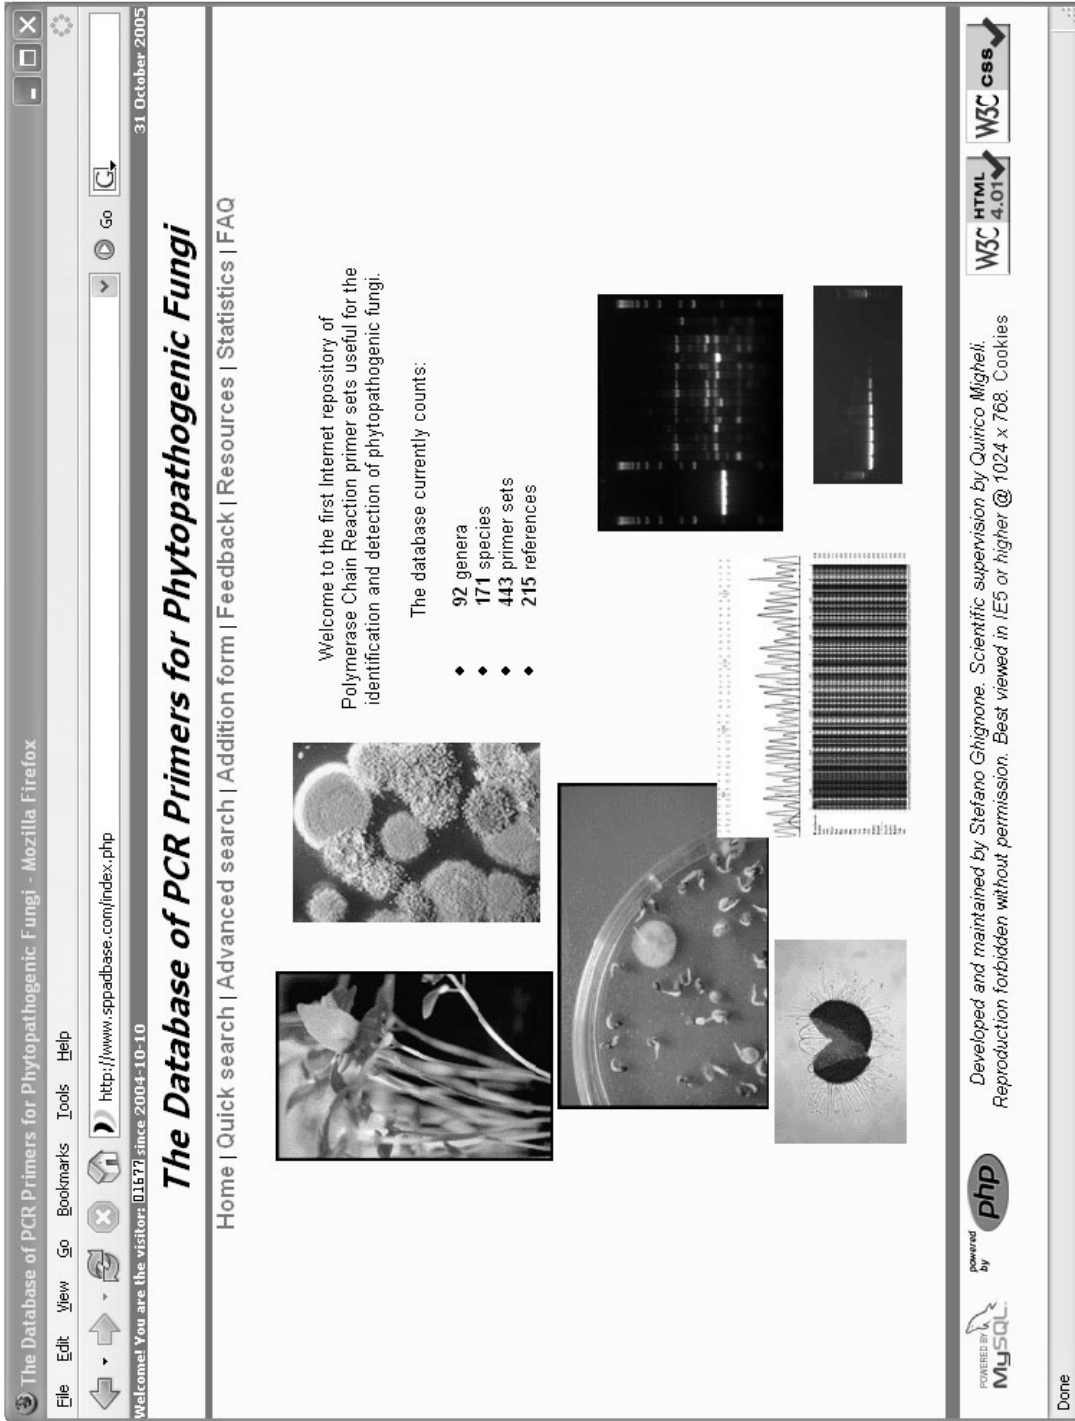 The Database of PCR Primers for Phytopathogenic Fungi - Mozilla Firefox
File Edit View Go Bookmarks Tools Help
http://www.sppadbase.com/index.php Go
Welcome! You are the visitor: 01677 since 2004-10-10 31 October 2005
The Database of PCR Primers for Phytopathogenic Fungi
Home | Quick search | Advanced search | Addition form | Feedback | Resources | Statistics | FAQ
Welcome to the first Internet repository of
Polymerase Chain Reaction primer sets useful for the
identification and detection of phytopathogenic fungi.
The database currently counts:
• 92 genera
• 171 species
• 443 primer sets
• 215 references
POWERED BY MySQL
powered by php
Developed and maintained by Stefano Ghignone. Scientific supervision by Quirico Migheli.
Reproduction forbidden without permission. Best viewed in IE5 or higher @ 1024 x 768. Cookies
W3C HTML 4.01
W3C css
Done